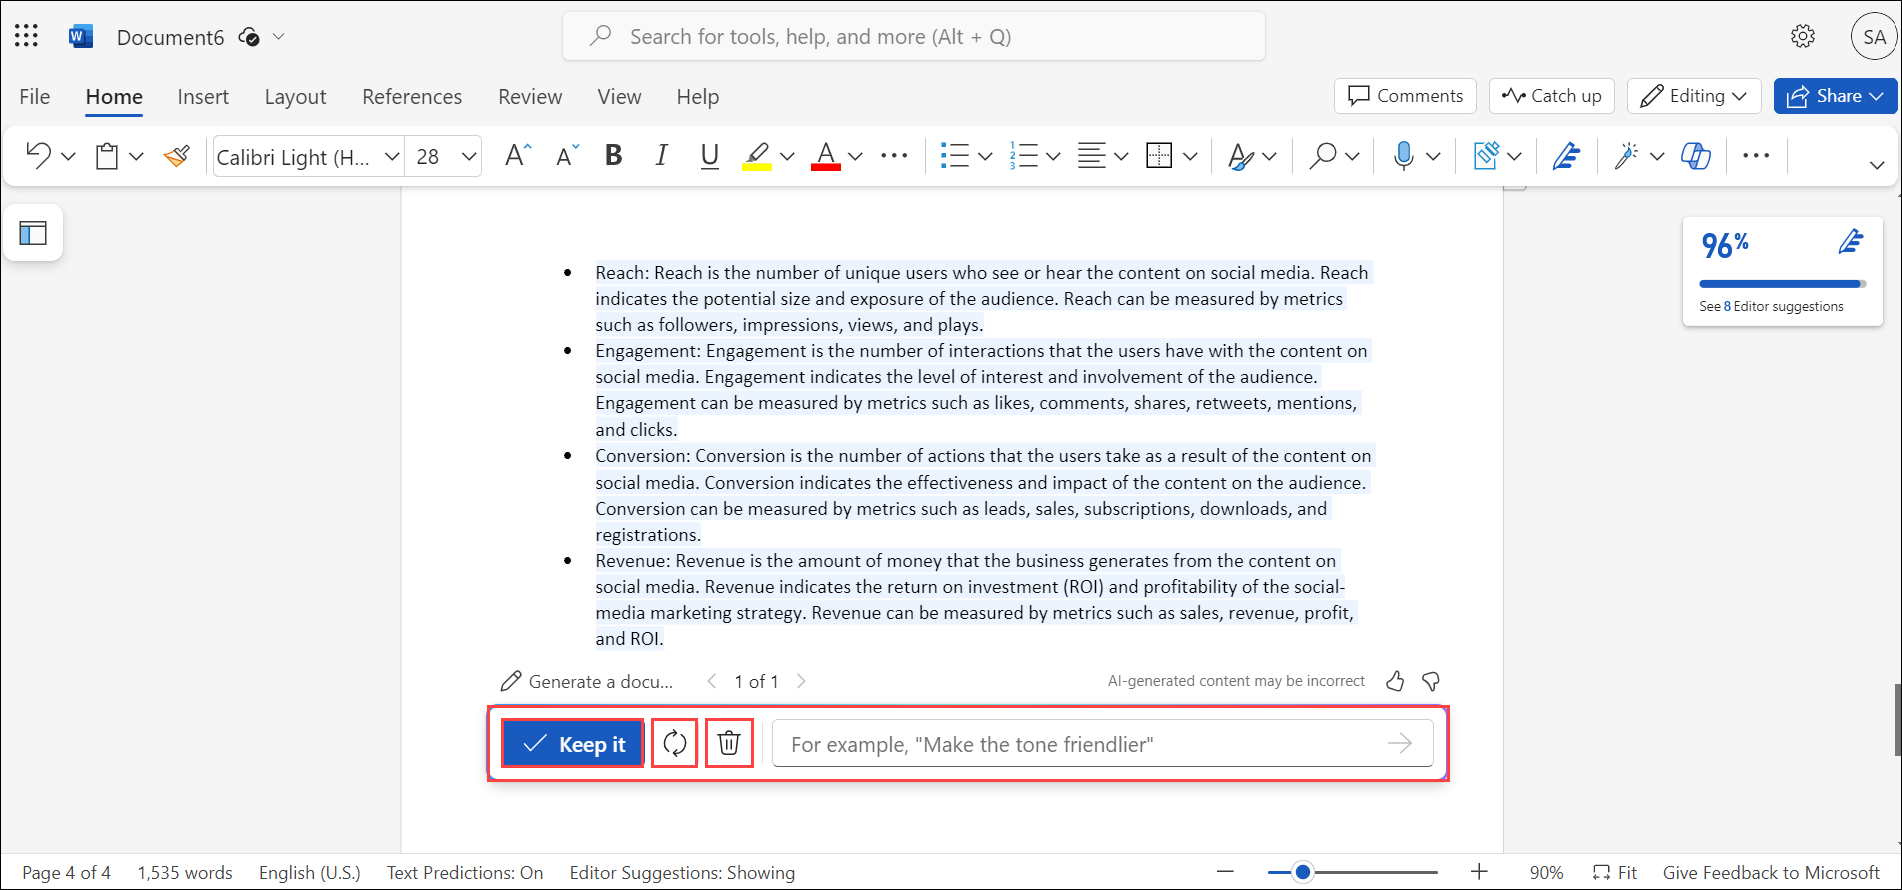 W Document6 Search for tools, help, and more (Alt + Q) SA
File Home Insert Layout References Review View Help Comments Catch up Editing Share
Calibri Light (H... 28 A A B I U A ...
96%
See 8 Editor suggestions
• Reach: Reach is the number of unique users who see or hear the content on social media. Reach
indicates the potential size and exposure of the audience. Reach can be measured by metrics
such as followers, impressions, views, and plays.
• Engagement: Engagement is the number of interactions that the users have with the content on
social media. Engagement indicates the level of interest and involvement of the audience.
Engagement can be measured by metrics such as likes, comments, shares, retweets, mentions,
and clicks.
• Conversion: Conversion is the number of actions that the users take as a result of the content on
social media. Conversion indicates the effectiveness and impact of the content on the audience.
Conversion can be measured by metrics such as leads, sales, subscriptions, downloads, and
registrations.
• Revenue: Revenue is the amount of money that the business generates from the content on
social media. Revenue indicates the return on investment (ROI) and profitability of the social-
media marketing strategy. Revenue can be measured by metrics such as sales, revenue, profit,
and ROI.
Generate a docu... 1 of 1 AI-generated content may be incorrect
Keep it For example, "Make the tone friendlier"
Page 4 of 4 1,535 words English (U.S.) Text Predictions: On Editor Suggestions: Showing 90% Fit Give Feedback to Microsoft